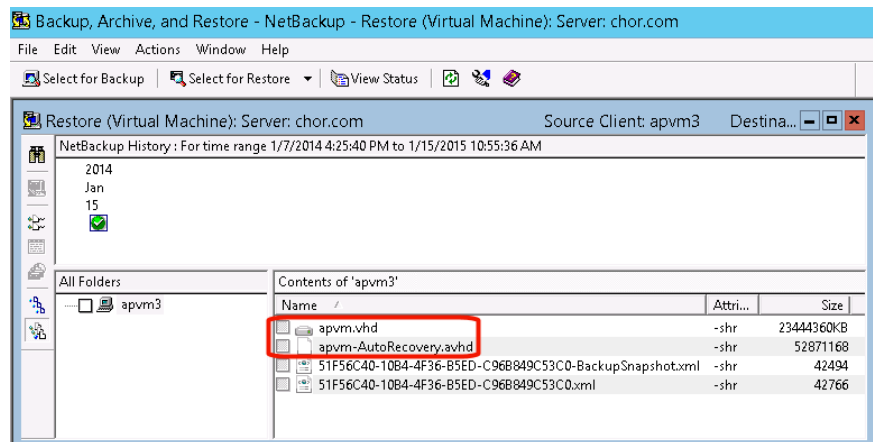 Backup, Archive, and Restore - NetBackup - Restore (Virtual Machine): Server: chor.com
File Edit View Actions Window Help
Select for Backup Select for Restore View Status
Restore (Virtual Machine): Server: chor.com Source Client: apvm3 Destina...
NetBackup History : For time range 1/7/2014 4:25:40 PM to 1/15/2015 10:55:36 AM
2014
Jan
15
All Folders Contents of 'apvm3'
apvm3 Name / Attri... Size
apvm.vhd -shr 23444360KB
apvm-AutoRecovery.avhd -shr 52871168
51F56C40-10B4-4F36-B5ED-C96B849C53C0-BackupSnapshot.xml -shr 42494
51F56C40-10B4-4F36-B5ED-C96B849C53C0.xml -shr 42766